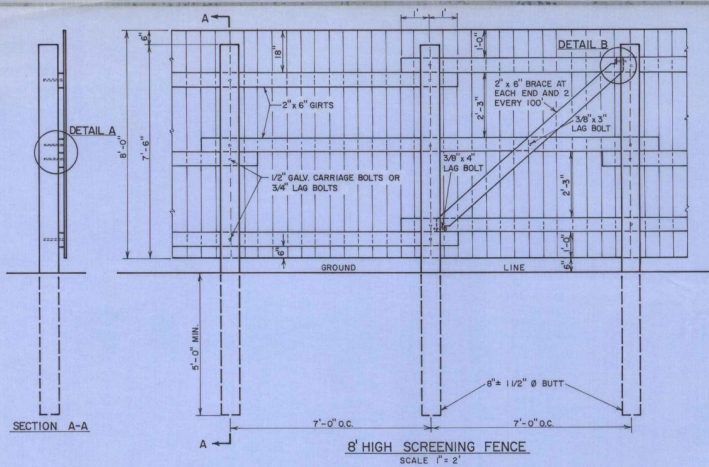 A
1'
1'
6"
18"
1'-0"
DETAIL B
2" x 6" BRACE AT
EACH END AND 2
EVERY 100'
2" x 6" GIRTS
2'-3"
DETAIL A
8'-0"
7'-6"
3/8" x 3"
LAG BOLT
3/8" x 4"
LAG BOLT
1/2" GALV. CARRIAGE BOLTS OR
3/4" LAG BOLTS
2'-3"
6"
1'-0"
6"
GROUND LINE
5'-0" MIN.
8"± 1 1/2" Ø BUTT
SECTION A-A
7'-0" O.C.
7'-0" O.C.
A
8' HIGH SCREENING FENCE
SCALE 1" = 2'